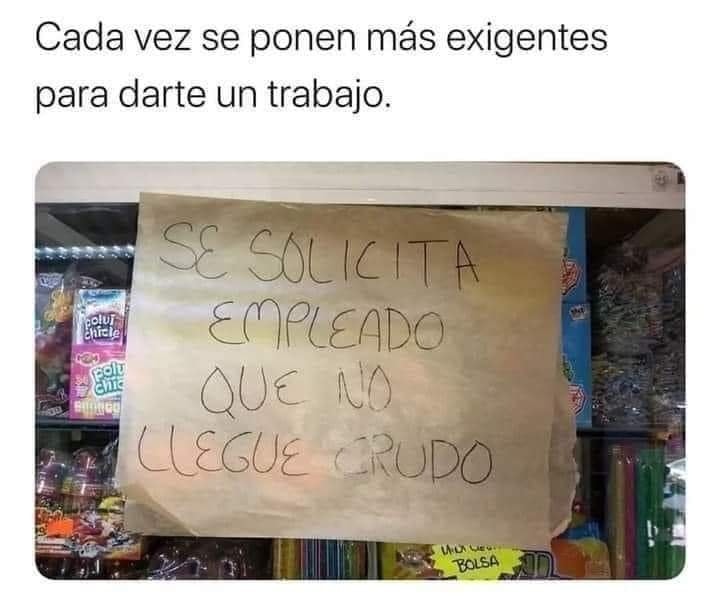 Cada vez se ponen más exigentes
para darte un trabajo.
SE SOLICITA
EMPLEADO
QUE NO
LLEGUE CRUDO
polvi
chicle
BOLSA